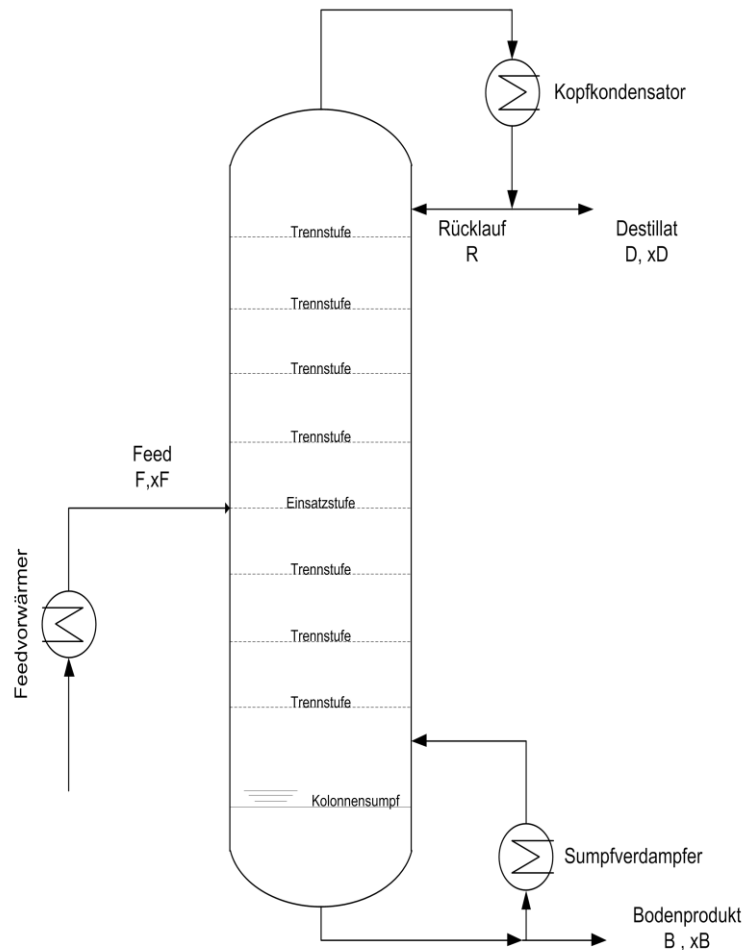 Kopfkondensator
Rücklauf
R
Destillat
D, xD
Trennstufe
Trennstufe
Trennstufe
Trennstufe
Feed
F,xF
Einsatzstufe
Feedvorwärmer
Trennstufe
Trennstufe
Trennstufe
Kolonnensumpf
Sumpfverdampfer
Bodenprodukt
B , xB